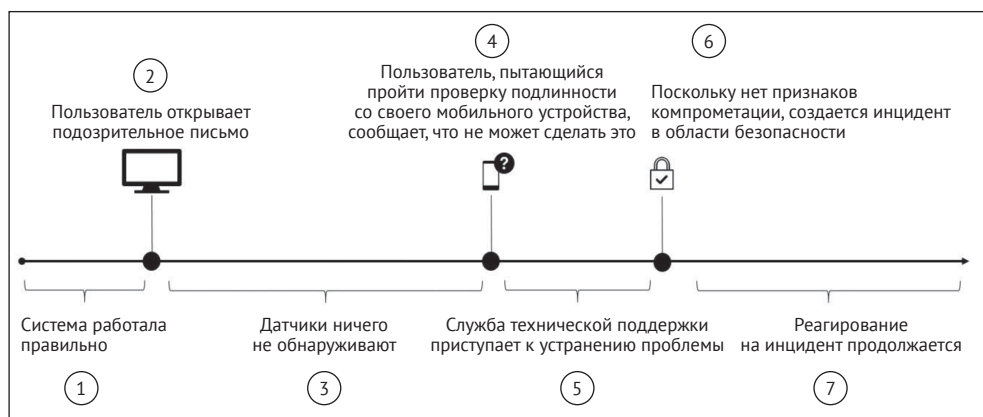 2
Пользователь открывает
подозрительное письмо
4
Пользователь, пытающийся
пройти проверку подлинности
со своего мобильного устройства,
сообщает, что не может сделать это
?
6
Поскольку нет признаков
компрометации, создается инцидент
в области безопасности
Система работала
правильно
1
Датчики ничего
не обнаруживают
3
Служба технической поддержки
приступает к устранению проблемы
5
Реагирование
на инцидент продолжается
7